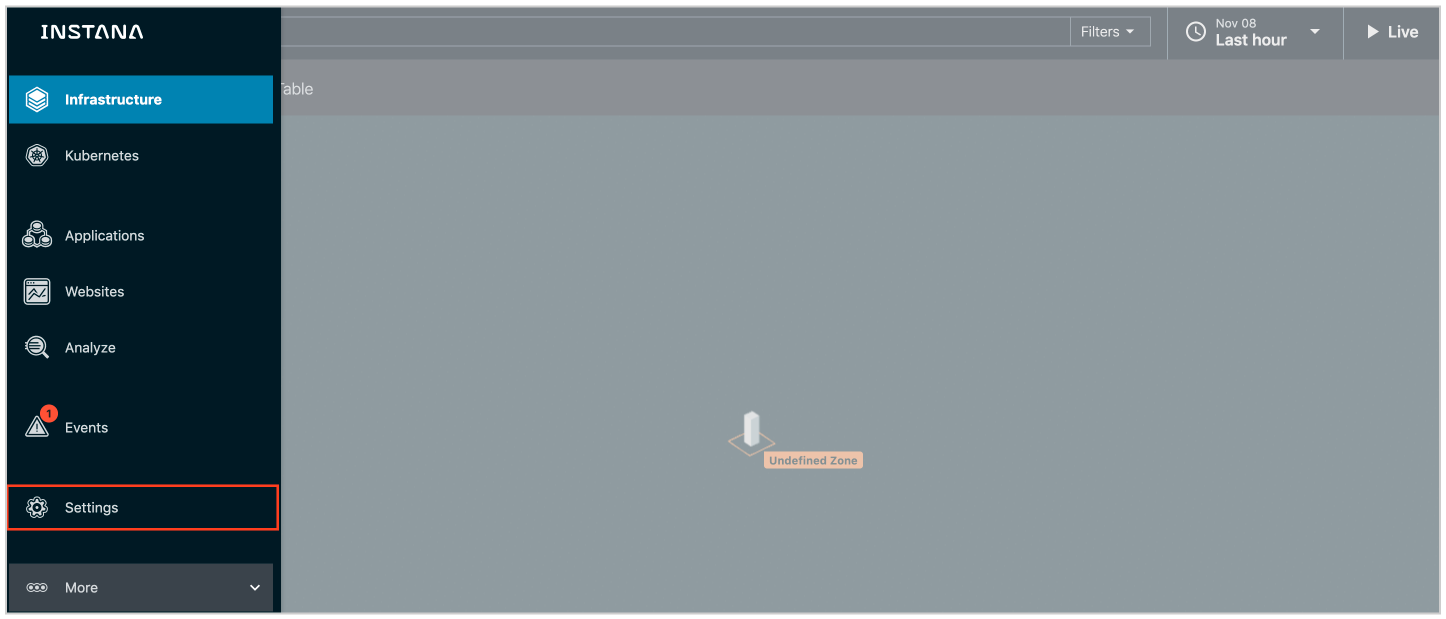 INSTANA
Filters
Nov 08
Last hour
Live
Infrastructure
Table
Kubernetes
Applications
Websites
Analyze
1
Events
Undefined Zone
Settings
More